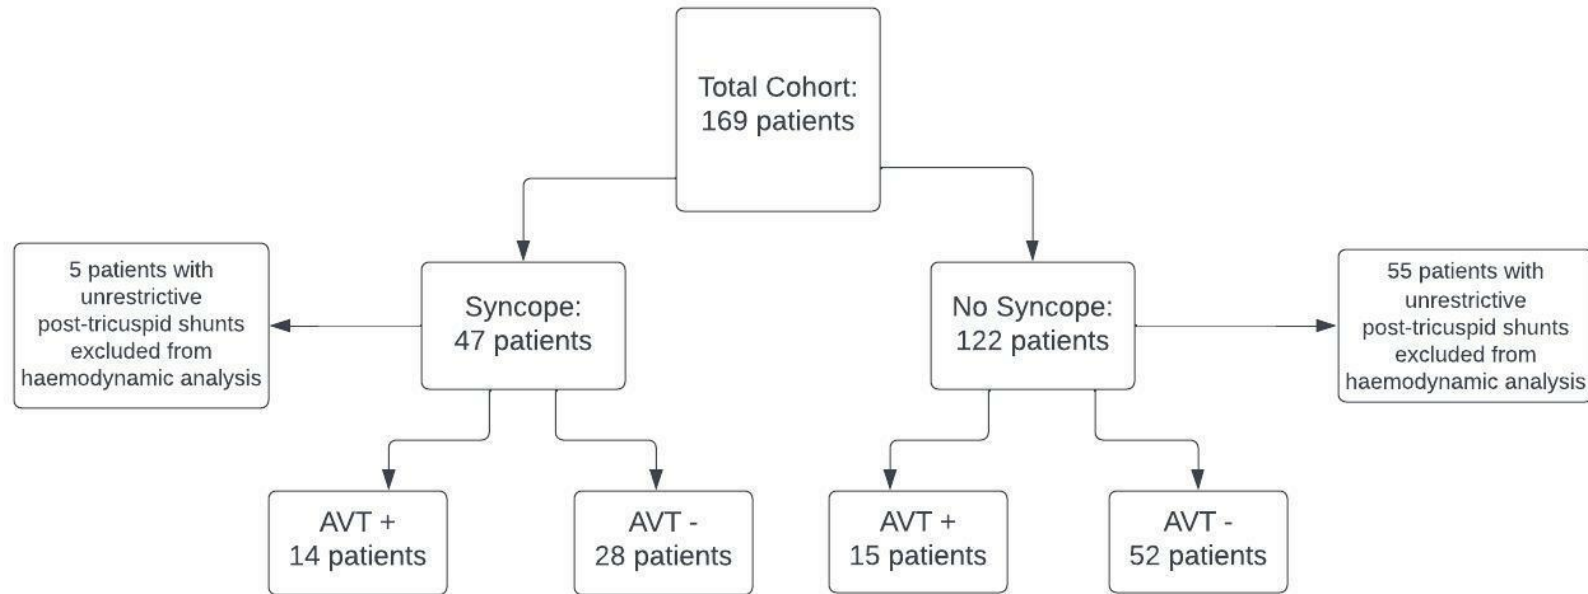 Total Cohort:
169 patients
5 patients with
unrestrictive
post-tricuspid shunts
excluded from
haemodynamic analysis
Syncope:
47 patients
No Syncope:
122 patients
55 patients with
unrestrictive
post-tricuspid shunts
excluded from
haemodynamic analysis
AVT +
14 patients
AVT -
28 patients
AVT +
15 patients
AVT -
52 patients